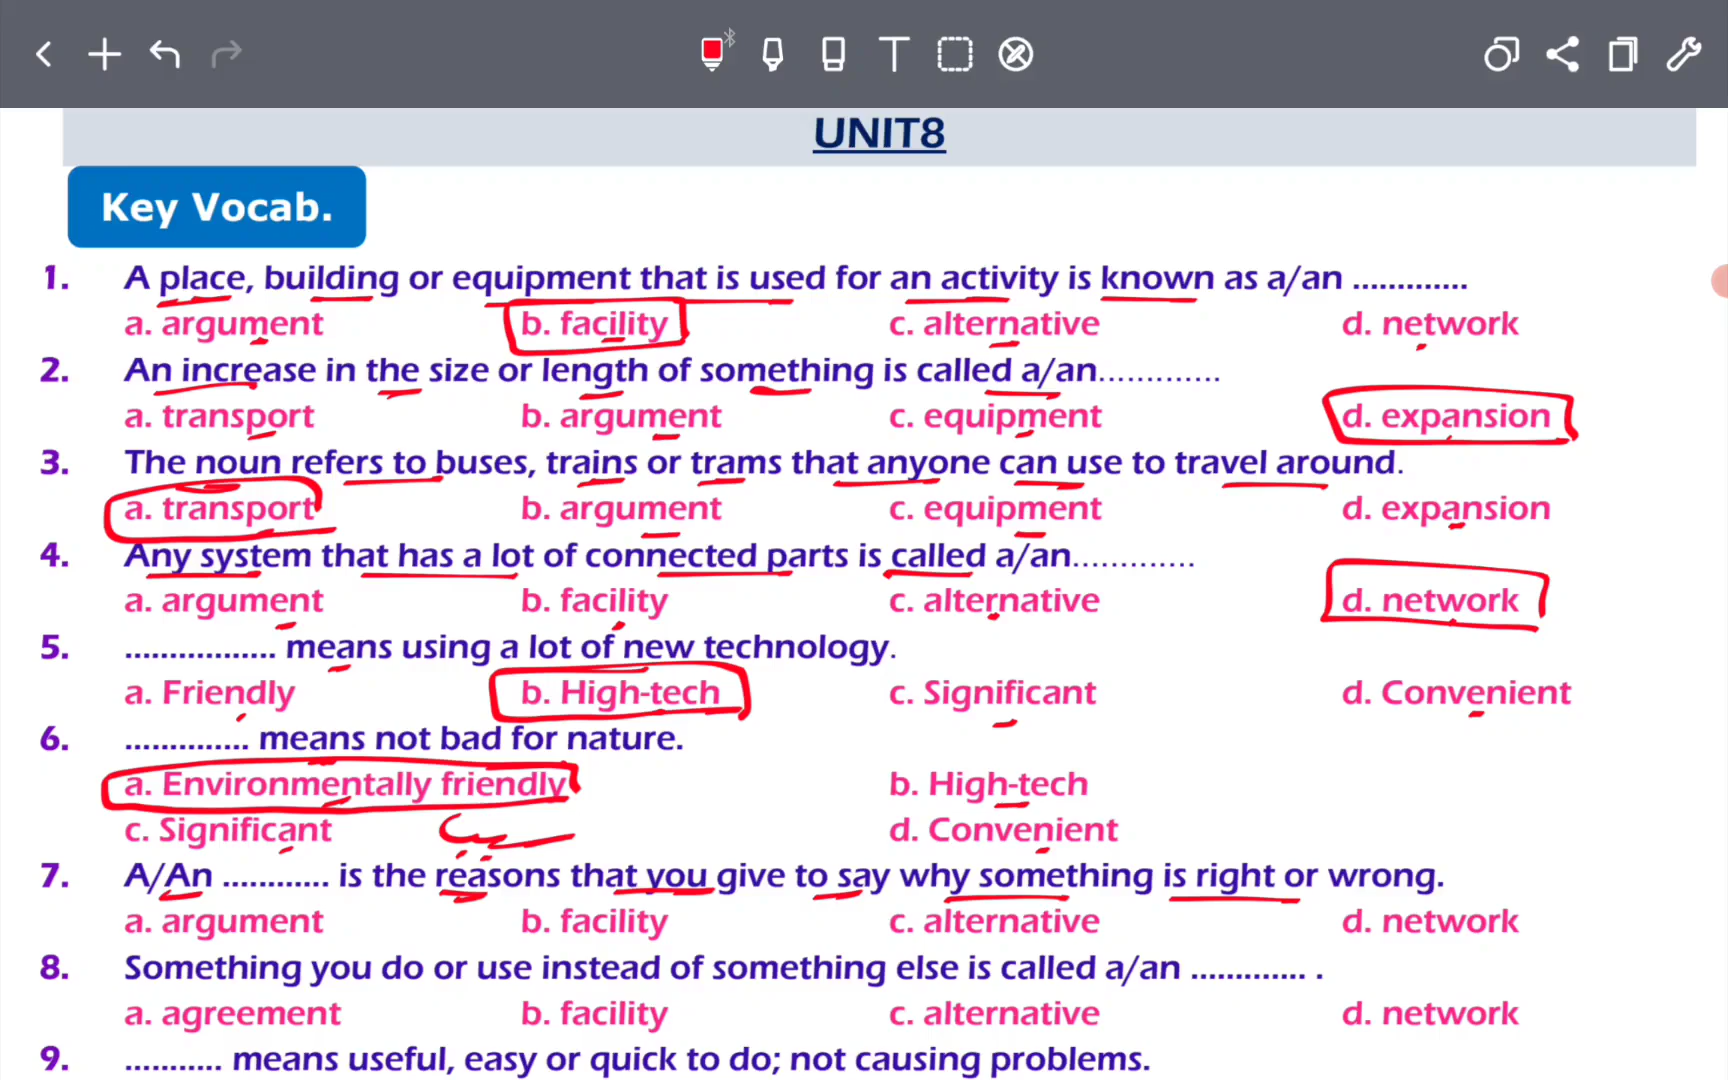 UNIT8
Key Vocab.
1. A place, building or equipment that is used for an activity is known as a/an .............
a. argument b. facility c. alternative d. network
2. An increase in the size or length of something is called a/an.............
a. transport b. argument c. equipment d. expansion
3. The noun refers to buses, trains or trams that anyone can use to travel around.
a. transport b. argument c. equipment d. expansion
4. Any system that has a lot of connected parts is called a/an.............
a. argument b. facility c. alternative d. network
5. ................. means using a lot of new technology.
a. Friendly b. High-tech c. Significant d. Convenient
6. .............. means not bad for nature.
a. Environmentally friendly b. High-tech
c. Significant d. Convenient
7. A/An ............ is the reasons that you give to say why something is right or wrong.
a. argument b. facility c. alternative d. network
8. Something you do or use instead of something else is called a/an ............. .
a. agreement b. facility c. alternative d. network
9. ........... means useful, easy or quick to do; not causing problems.